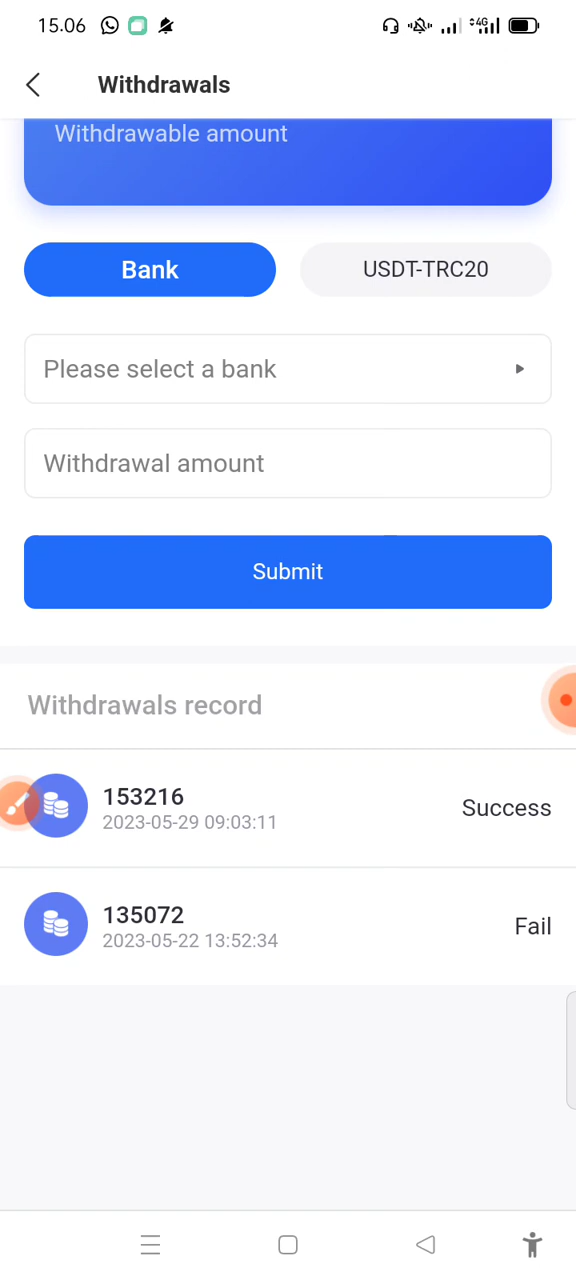 15.06
4G
Withdrawals
Withdrawable amount
Bank
USDT-TRC20
Please select a bank
Withdrawal amount
Submit
Withdrawals record
153216
2023-05-29 09:03:11
Success
135072
2023-05-22 13:52:34
Fail